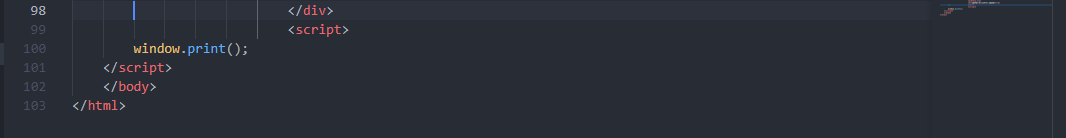 98 </div>
99 <script>
100 window.print();
101 </script>
102 </body>
103 </html>